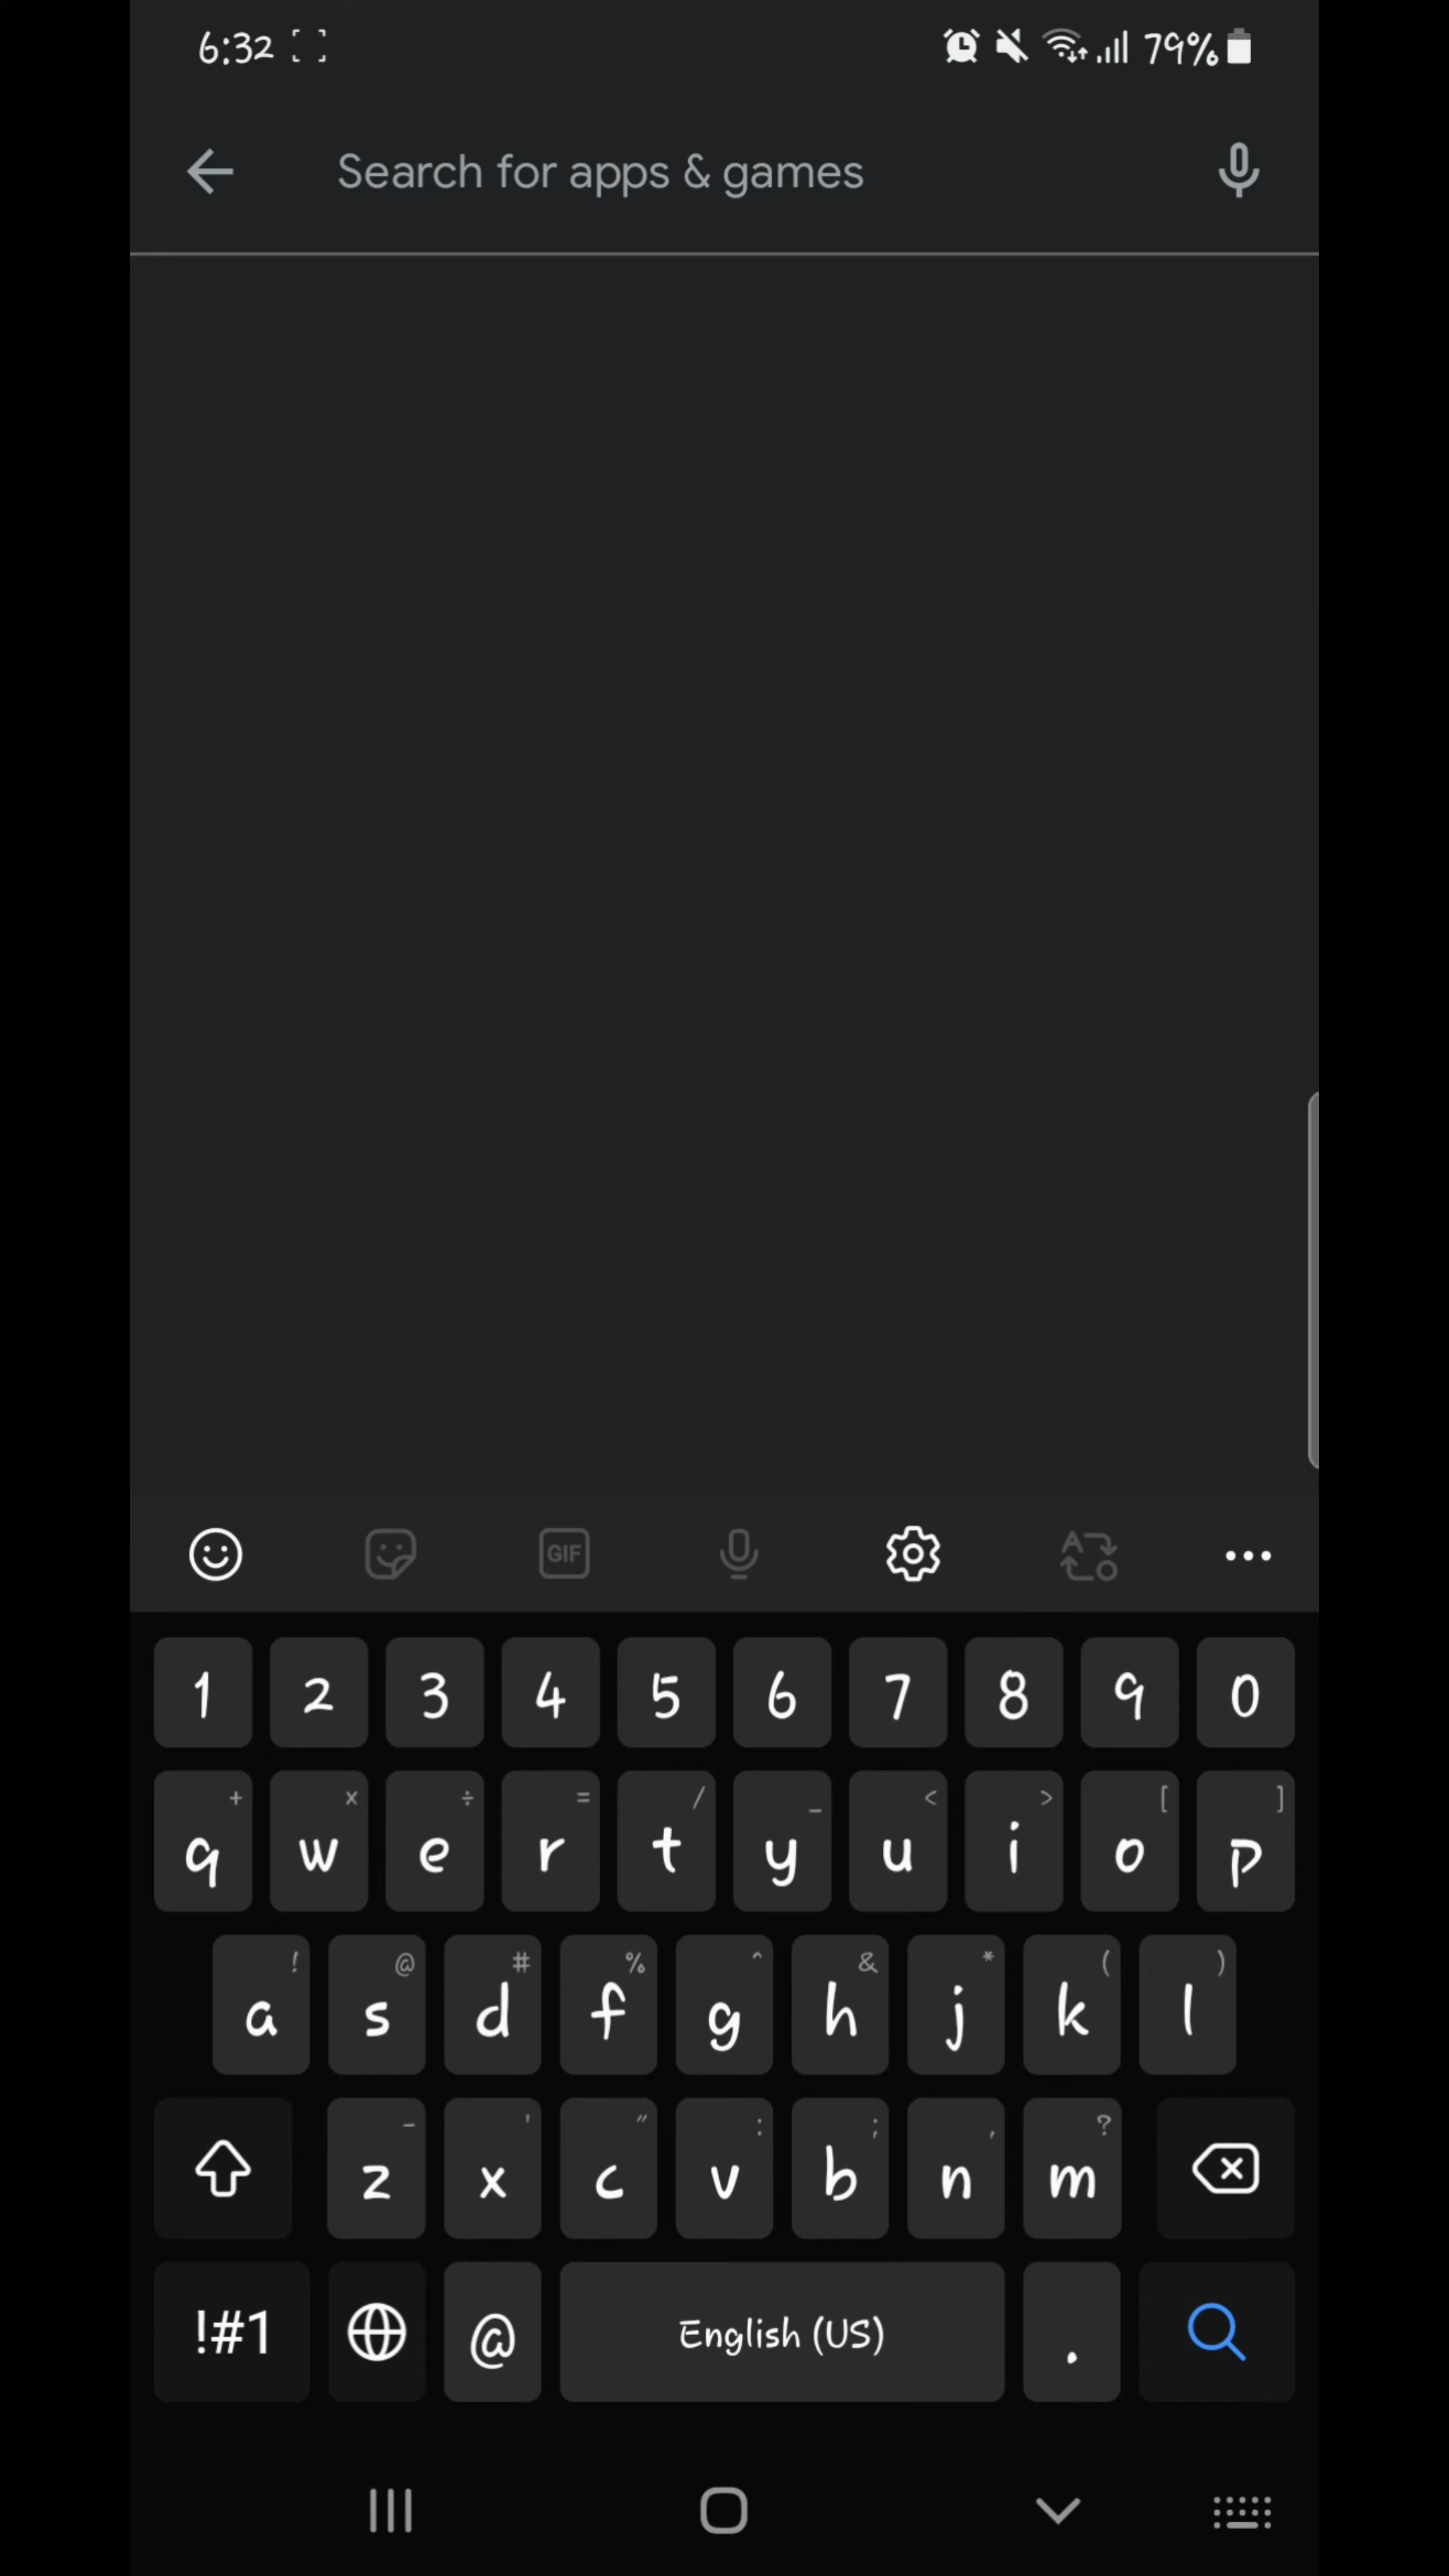 6:32 79%
Search for apps & games
GIF A
1 2 3 4 5 6 7 8 9 0
+ × ÷ = / _ < > [ ]
q w e r t y u i o p
! @ # % ^ & * ( )
a s d f g h j k l
- ' " : ; , ?
z x c v b n m
!#1 @ English (US) .